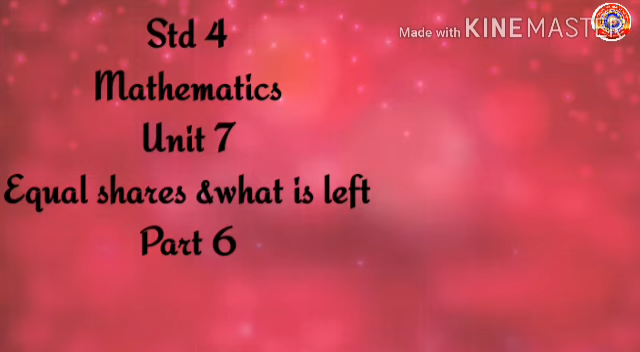 Std 4
Made with KINEMASTER
Mathematics
Unit 7
Equal shares &what is left
Part 6